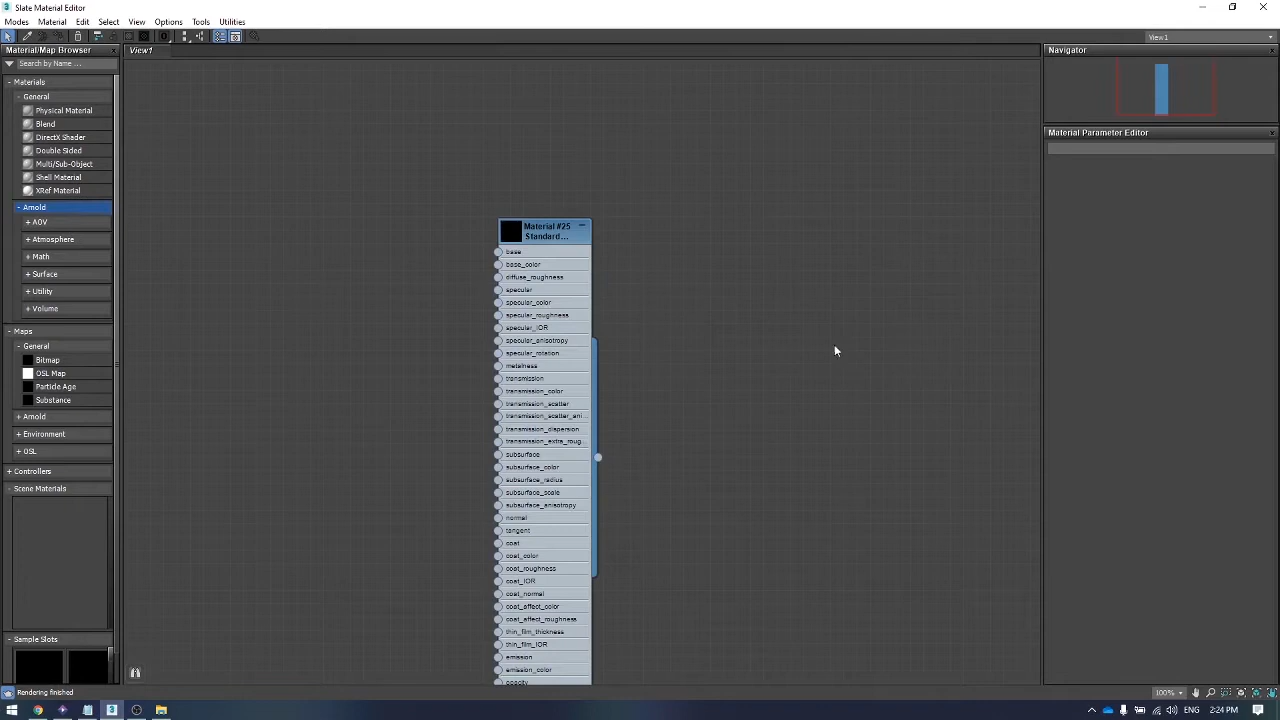 Slate Material Editor
Modes Material Edit Select View Options Tools Utilities
Material/Map Browser
Search by Name ...
- Materials
- General
Physical Material
Blend
DirectX Shader
Double Sided
Multi/Sub-Object
Shell Material
XRef Material
- Arnold
+ AOV
+ Atmosphere
+ Math
+ Surface
+ Utility
+ Volume
- Maps
- General
Bitmap
OSL Map
Particle Age
Substance
+ Arnold
+ Environment
+ OSL
+ Controllers
- Scene Materials
- Sample Slots
View1
Material #25
Standard...
base
base_color
diffuse_roughness
specular
specular_color
specular_roughness
specular_IOR
specular_anisotropy
specular_rotation
metalness
transmission
transmission_color
transmission_scatter
transmission_scatter_ani...
transmission_dispersion
transmission_extra_roug...
subsurface
subsurface_color
subsurface_radius
subsurface_scale
subsurface_anisotropy
normal
tangent
coat
coat_color
coat_roughness
coat_IOR
coat_normal
coat_affect_color
coat_affect_roughness
thin_film_thickness
thin_film_IOR
emission
emission_color
opacity
View1
Navigator
Material Parameter Editor
Rendering finished
100%
2:24 PM